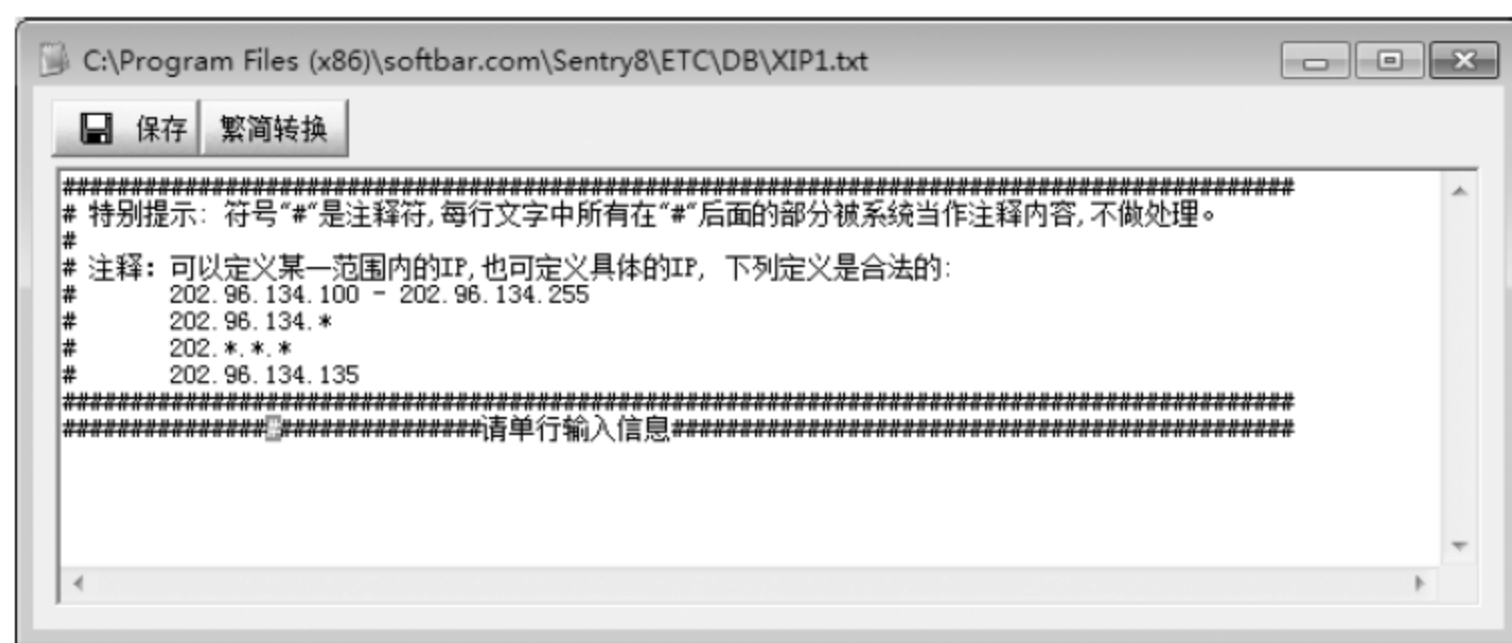 C:\Program Files (x86)\softbar.com\Sentry8\ETC\DB\XIP1.txt
保存 繁简转换
###########################################################################################
# 特别提示: 符号"#"是注释符,每行文字中所有在"#"后面的部分被系统当作注释内容,不做处理。
#
# 注释: 可以定义某一范围内的IP,也可定义具体的IP, 下列定义是合法的:
#       202.96.134.100 - 202.96.134.255
#       202.96.134.*
#       202.*.*.*
#       202.96.134.135
###########################################################################################
###############################请单行输入信息##############################################